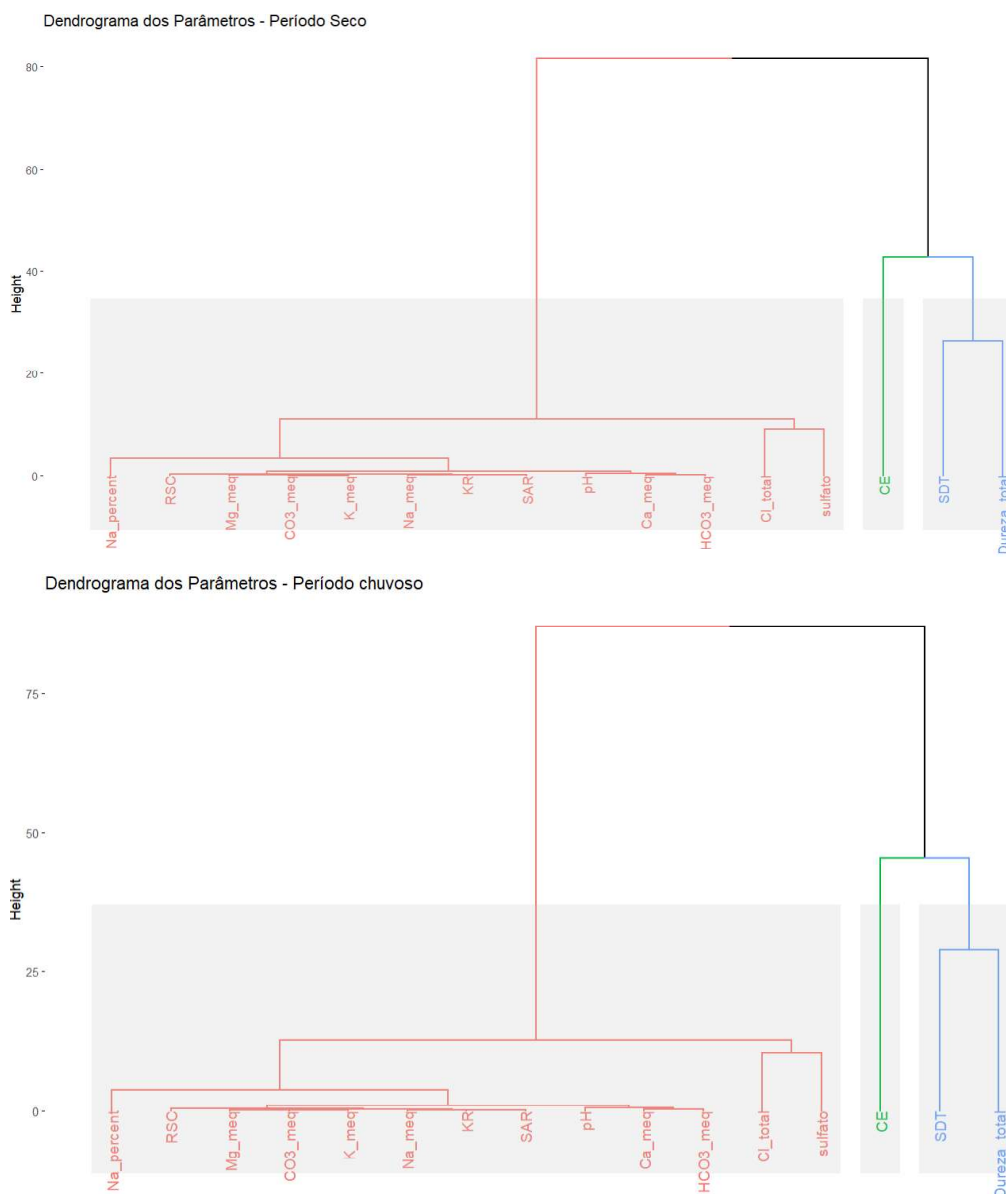 Dendrograma dos Parâmetros - Período Seco
80
60
40
20
0
Height
Na_percent
RSC
Mg_meq
CO3_meq
K_meq
Na_meq
KR
SAR
pH
Ca_meq
HCO3_meq
Cl_total
sulfato
CE
SDT
Dureza_total
Dendrograma dos Parâmetros - Período chuvoso
75
50
25
0
Height
Na_percent
RSC
Mg_meq
CO3_meq
K_meq
Na_meq
KR
SAR
pH
Ca_meq
HCO3_meq
Cl_total
sulfato
CE
SDT
Dureza_total